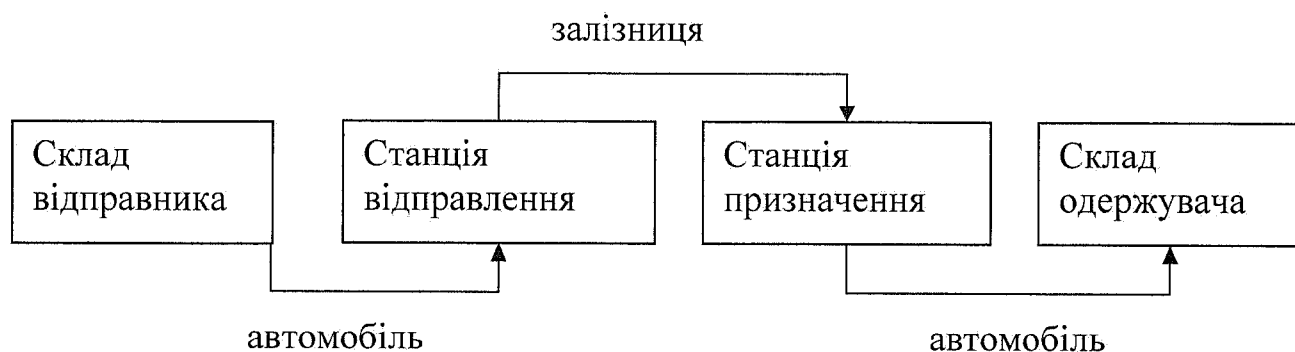 залізниця
Склад
відправника
Станція
відправлення
Станція
призначення
Склад
одержувача
автомобіль
автомобіль